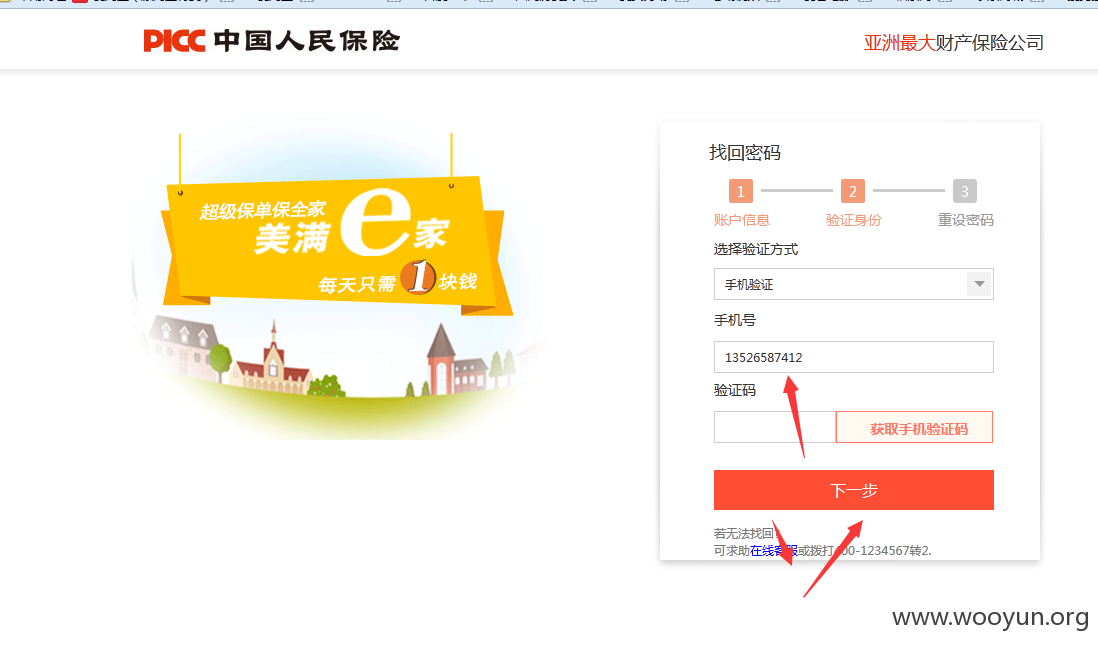 PICC 中国人民保险
亚洲最大财产保险公司
超级保单保全家
美满e家
每天只需1块钱
找回密码
1 2 3
账户信息 验证身份 重设密码
选择验证方式
手机验证
手机号
13526587412
验证码
获取手机验证码
下一步
若无法找回?
可求助在线客服或拨打400-1234567转2.
www.wooyun.org